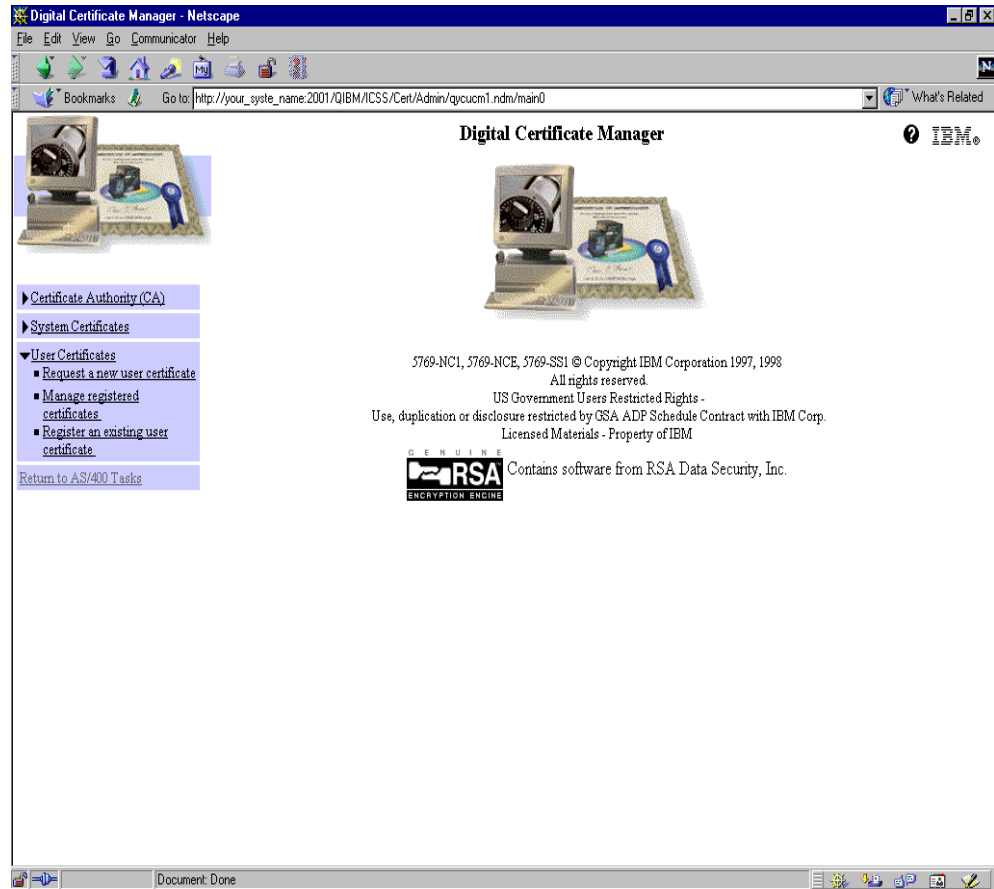 Digital Certificate Manager - Netscape
File Edit View Go Communicator Help
My
N
Bookmarks Go to: http://your_syste_name:2001/QIBM/ICSS/Cert/Admin/qycucm1.ndm/main0 What's Related
Digital Certificate Manager
? IBM®
Certificate Authority (CA)
System Certificates
User Certificates
Request a new user certificate
Manage registered
certificates
Register an existing user
certificate
Return to AS/400 Tasks
5769-NC1, 5769-NCE, 5769-SS1 © Copyright IBM Corporation 1997, 1998
All rights reserved.
US Government Users Restricted Rights -
Use, duplication or disclosure restricted by GSA ADP Schedule Contract with IBM Corp.
Licensed Materials - Property of IBM
GENUINE
RSA
ENCRYPTION ENGINE
Contains software from RSA Data Security, Inc.
Document: Done